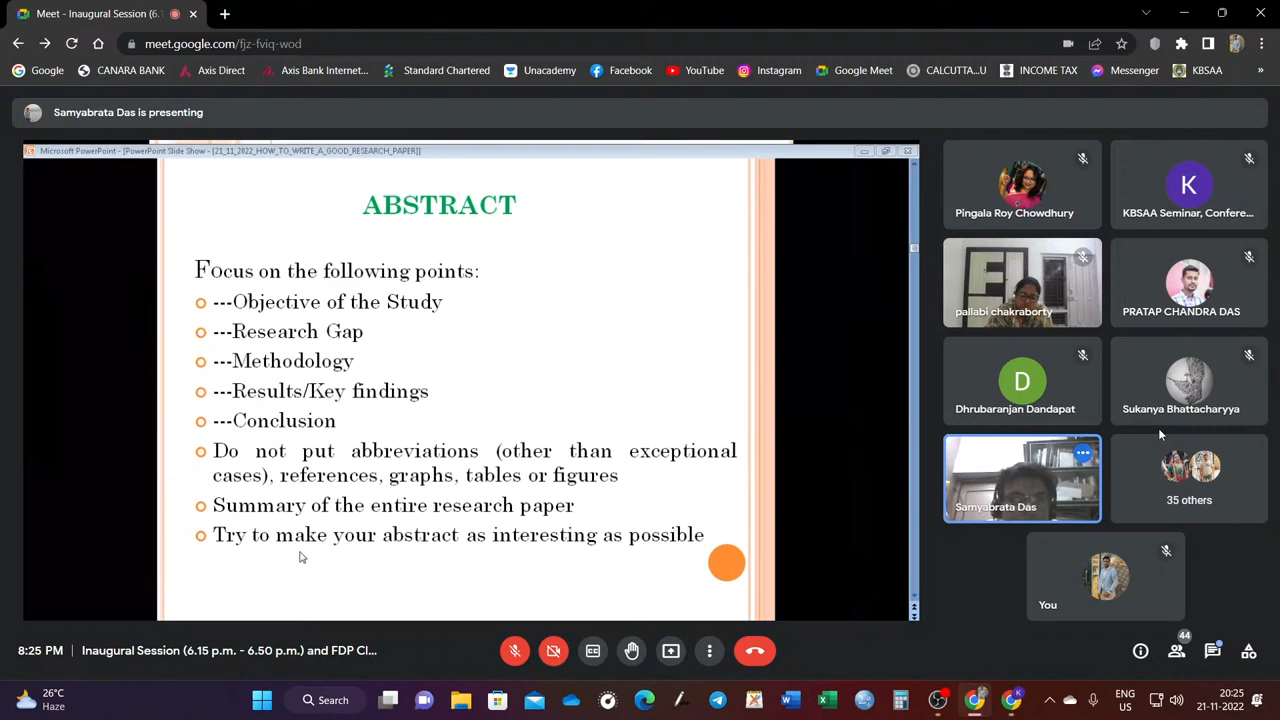 Meet - Inaugural Session (6.1
meet.google.com/fjz-fviq-wod
Google
CANARA BANK
Axis Direct
Axis Bank Internet...
Standard Chartered
Unacademy
Facebook
YouTube
Instagram
Google Meet
CALCUTTA...U
INCOME TAX
Messenger
KBSAA
»
Samyabrata Das is presenting
Microsoft PowerPoint - [PowerPoint Slide Show - [21_11_2022_HOW_TO_WRITE_A_GOOD_RESEARCH_PAPER]]
ABSTRACT
Focus on the following points:
---Objective of the Study
---Research Gap
---Methodology
---Results/Key findings
---Conclusion
Do not put abbreviations (other than exceptional
cases), references, graphs, tables or figures
Summary of the entire research paper
Try to make your abstract as interesting as possible
Pingala Roy Chowdhury
K
KBSAA Seminar, Confere...
pallabi chakraborty
PRATAP CHANDRA DAS
D
Dhrubaranjan Dandapat
Sukanya Bhattacharyya
Samyabrata Das
35 others
You
8:25 PM
Inaugural Session (6.15 p.m. - 6.50 p.m.) and FDP Cl...
44
26°C
Haze
Search
ENG
US
20:25
21-11-2022